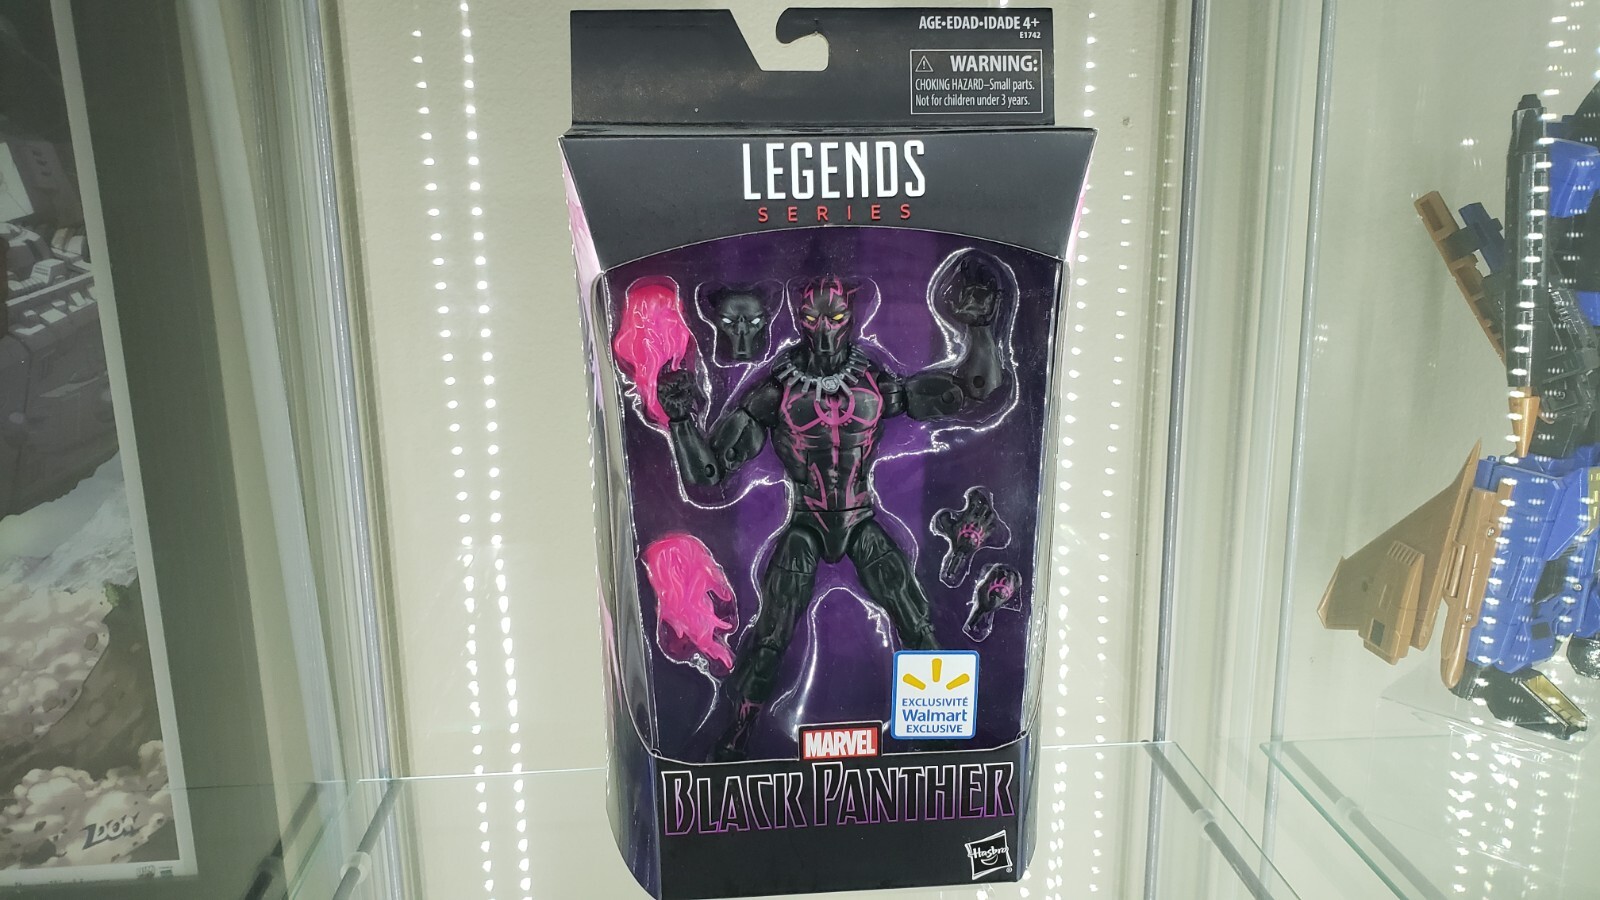 AGE•EDAD•IDADE 4+
E1742
WARNING:
CHOKING HAZARD–Small parts.
Not for children under 3 years.
LEGENDS
SERIES
EXCLUSIVITÉ
Walmart
EXCLUSIVE
MARVEL
BLACK PANTHER
Hasbro